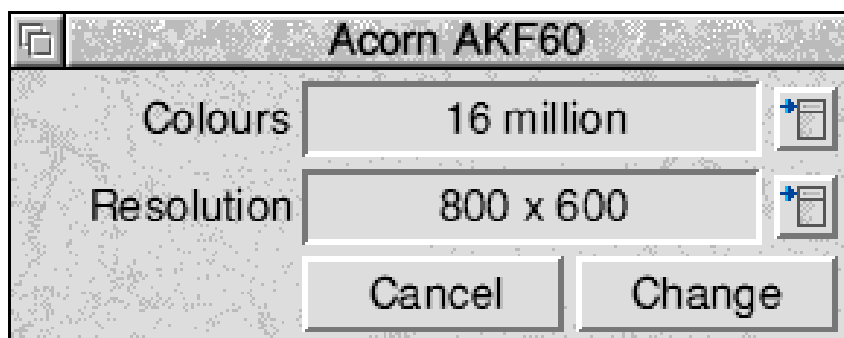 Acorn AKF60
Colours 16 million
Resolution 800 x 600
Cancel Change